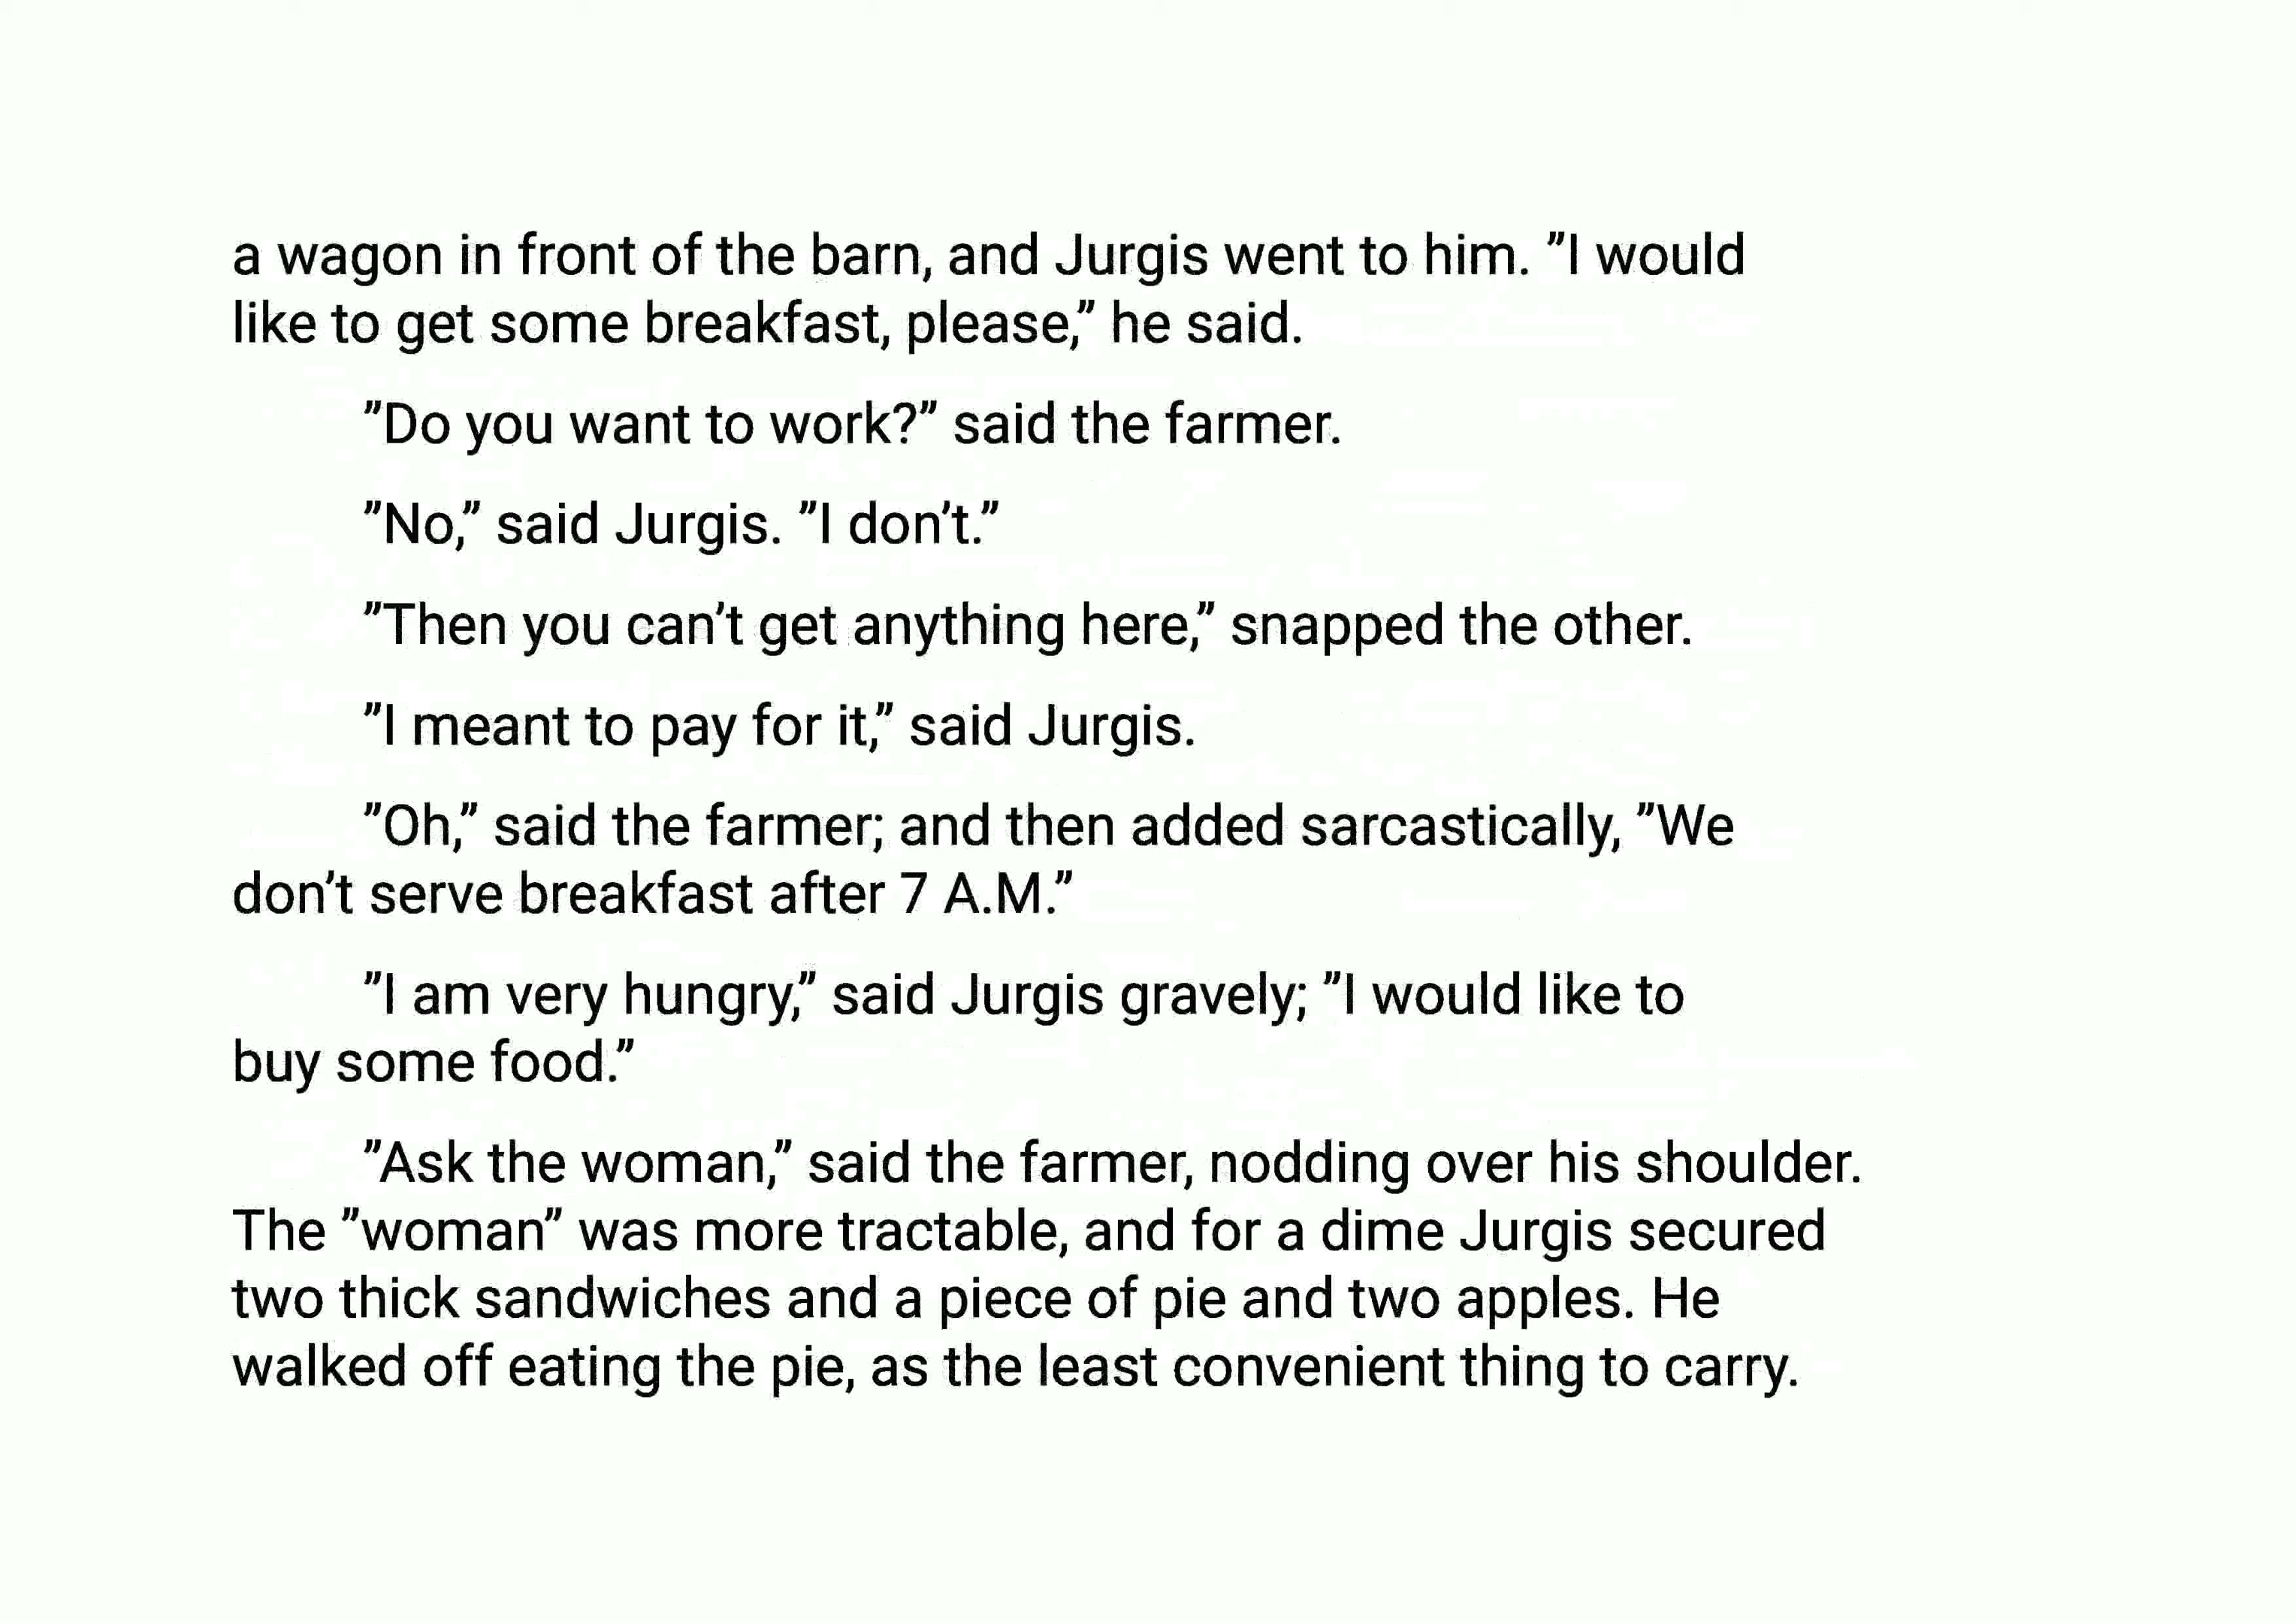 a wagon in front of the barn, and Jurgis went to him. ”I would
like to get some breakfast, please,” he said.
”Do you want to work?” said the farmer.
”No,” said Jurgis. ”I don’t.”
”Then you can’t get anything here,” snapped the other.
”I meant to pay for it,” said Jurgis.
”Oh,” said the farmer; and then added sarcastically, ”We
don’t serve breakfast after 7 A.M.”
”I am very hungry,” said Jurgis gravely; ”I would like to
buy some food.”
”Ask the woman,” said the farmer, nodding over his shoulder.
The ”woman” was more tractable, and for a dime Jurgis secured
two thick sandwiches and a piece of pie and two apples. He
walked off eating the pie, as the least convenient thing to carry.